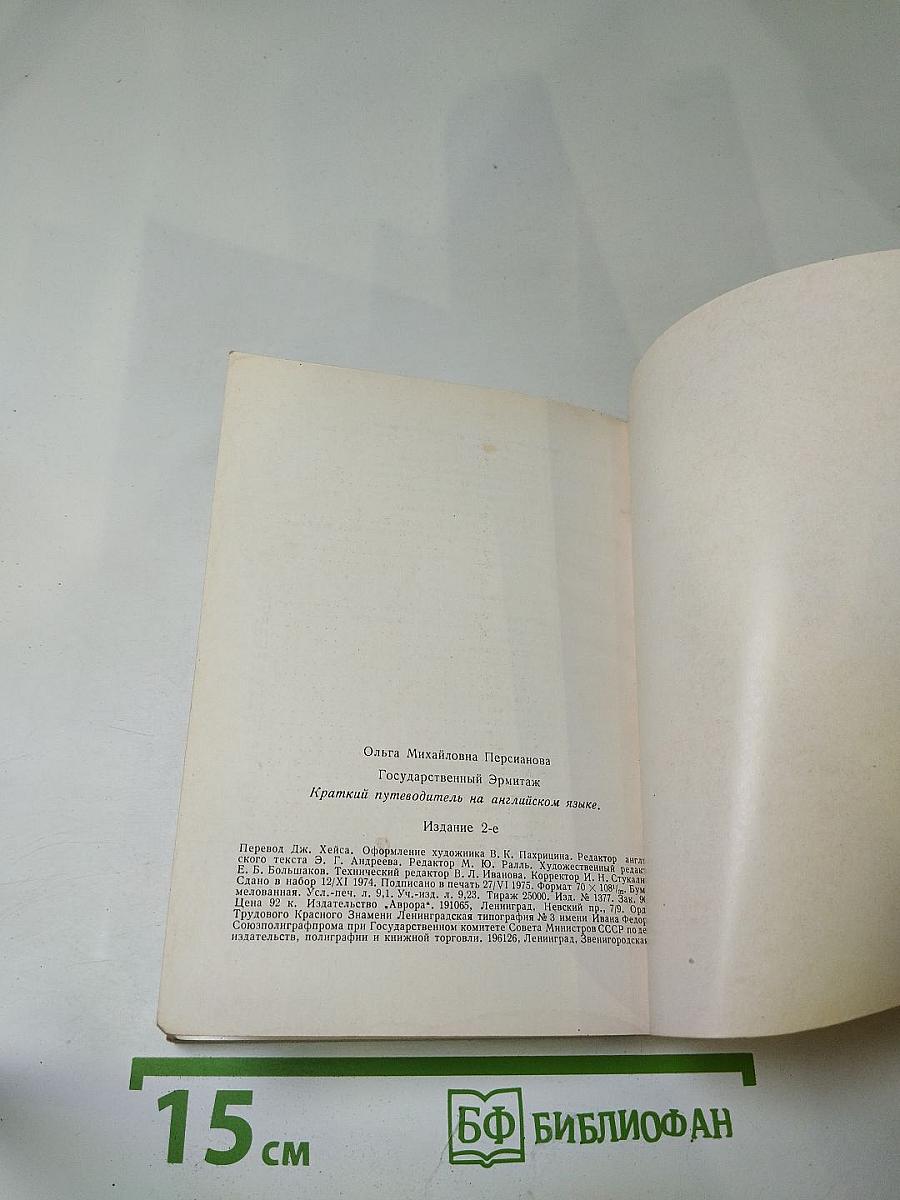 Ольга Михайловна Персианова
Государственный Эрмитаж
Краткий путеводитель на английском языке.
Издание 2-е
Перевод Дж. Хейса. Оформление художника В. К. Пахрицина. Редактор англ
ского текста Э. Г. Андреева. Редактор М. Ю. Ралль. Художественный редак
Е. Б. Большаков. Технический редактор В. Л. Иванова. Корректор И. Н. Стукали
Сдано в набор 12/XI 1974. Подписано в печать 27/VI 1975. Формат 70 × 108¹/₃₂. Бум
мелованная. Усл.-печ. л. 9,1. Уч.-изд. л. 9,23. Тираж 25000. Изд. № 1377. Зак. 90
Цена 92 к. Издательство „Аврора“. 191065, Ленинград, Невский пр., 7/9. Орд
Трудового Красного Знамени Ленинградская типография № 3 имени Ивана Федор
Союзполиграфпрома при Государственном комитете Совета Министров СССР по де
издательств, полиграфии и книжной торговли. 196126, Ленинград, Звенигородская
15 см
БФ БИБЛИОФАН